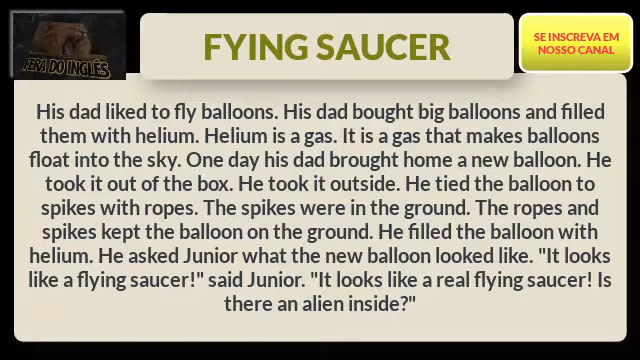 FERA DO INGLÊS
FYING SAUCER
SE INSCREVA EM
NOSSO CANAL
His dad liked to fly balloons. His dad bought big balloons and filled
them with helium. Helium is a gas. It is a gas that makes balloons
float into the sky. One day his dad brought home a new balloon. He
took it out of the box. He took it outside. He tied the balloon to
spikes with ropes. The spikes were in the ground. The ropes and
spikes kept the balloon on the ground. He filled the balloon with
helium. He asked Junior what the new balloon looked like. "It looks
like a flying saucer!" said Junior. "It looks like a real flying saucer! Is
there an alien inside?"